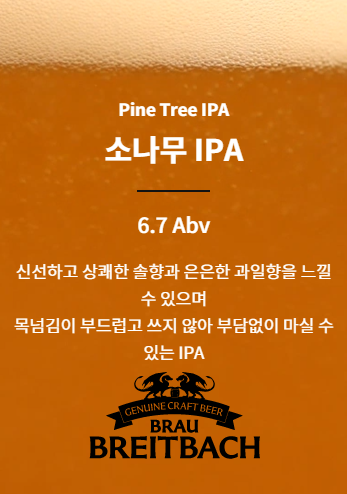 Pine Tree IPA
소나무 IPA
6.7 Abv
신선하고 상쾌한 솔향과 은은한 과일향을 느낄
수 있으며
목넘김이 부드럽고 쓰지 않아 부담없이 마실 수
있는 IPA
GENUINE CRAFT BEER
BRAU
BREITBACH